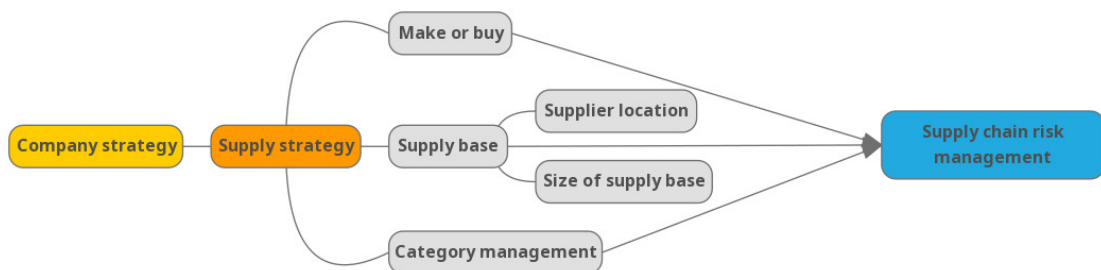 Make or buy
Supplier location
Company strategy
Supply strategy
Supply base
Supply chain risk
management
Size of supply base
Category management